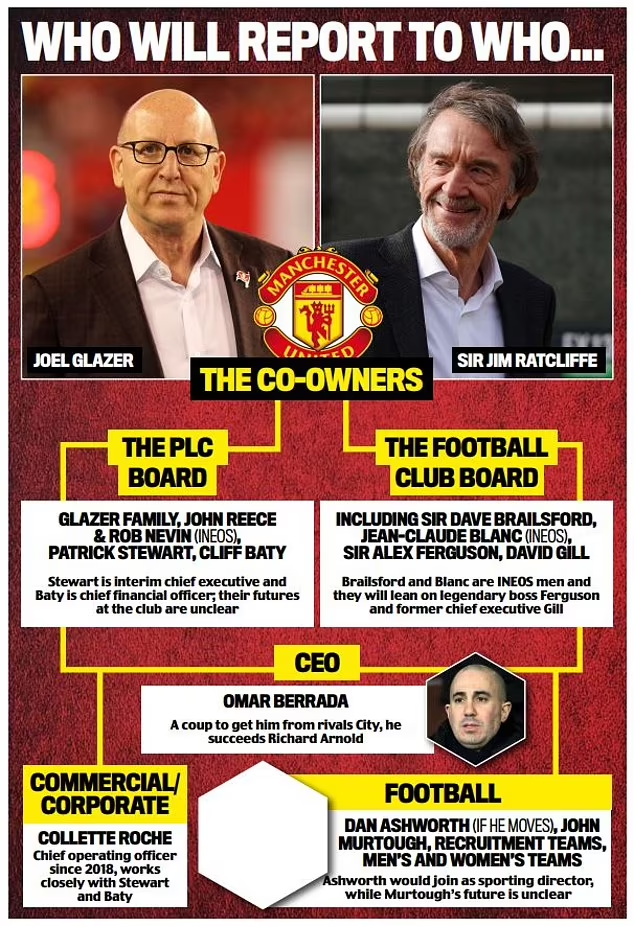 WHO WILL REPORT TO WHO...
MANCHESTER
UNITED
JOEL GLAZER
SIR JIM RATCLIFFE
THE CO-OWNERS
THE PLC
BOARD
GLAZER FAMILY, JOHN REECE
& ROB NEVIN (INEOS),
PATRICK STEWART, CLIFF BATY
Stewart is interim chief executive and
Baty is chief financial officer; their futures
at the club are unclear
THE FOOTBALL
CLUB BOARD
INCLUDING SIR DAVE BRAILSFORD,
JEAN-CLAUDE BLANC (INEOS),
SIR ALEX FERGUSON, DAVID GILL
Brailsford and Blanc are INEOS men and
they will lean on legendary boss Ferguson
and former chief executive Gill
CEO
OMAR BERRADA
A coup to get him from rivals City, he
succeeds Richard Arnold
COMMERCIAL/
CORPORATE
COLLETTE ROCHE
Chief operating officer
since 2018, works
closely with Stewart
and Baty
FOOTBALL
DAN ASHWORTH (IF HE MOVES), JOHN
MURTOUGH, RECRUITMENT TEAMS,
MEN'S AND WOMEN'S TEAMS
Ashworth would join as sporting director,
while Murtough's future is unclear